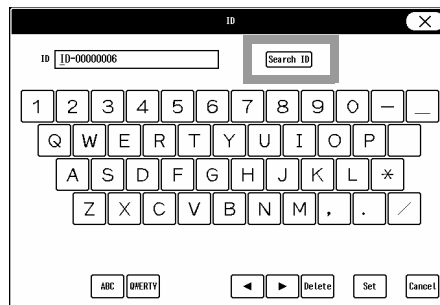 ID
ID ID-00000006 Search ID
1 2 3 4 5 6 7 8 9 0 - _
Q W E R T Y U I O P
A S D F G H J K L *
Z X C V B N M , . /
ABC QWERTY ◄ ► Delete Set Cancel